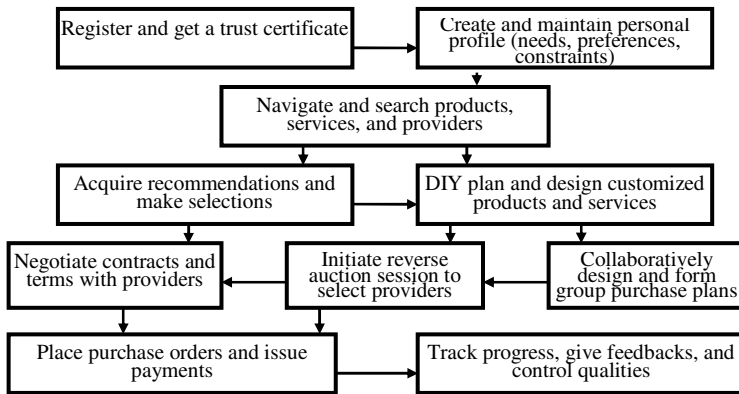 Register and get a trust certificate
Create and maintain personal
profile (needs, preferences,
constraints)
Navigate and search products,
services, and providers
Acquire recommendations and
make selections
DIY plan and design customized
products and services
Negotiate contracts and
terms with providers
Initiate reverse
auction session to
select providers
Collaboratively
design and form
group purchase plans
Place purchase orders and issue
payments
Track progress, give feedbacks, and
control qualities